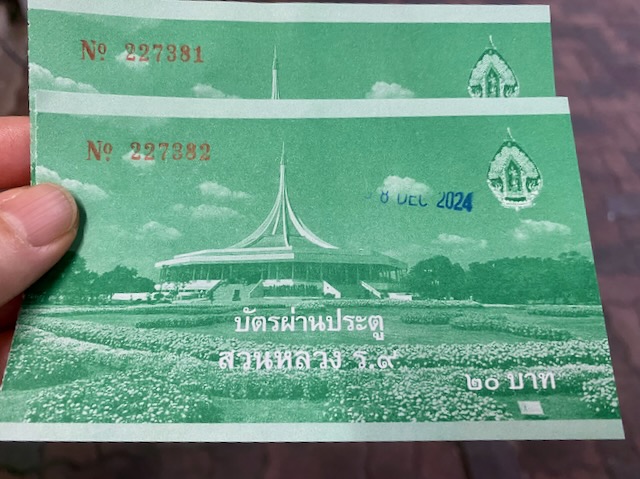 Nº 227381
Nº 227382
8 DEC 2024
บัตรผ่านประตู
สวนหลวง ร.๙
๒๐ บาท